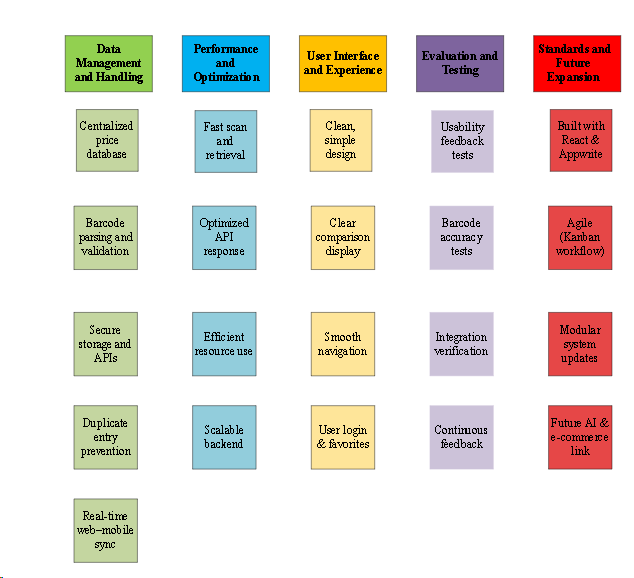 Data
Management
and Handling
Performance
and
Optimization
User Interface
and Experience
Evaluation and
Testing
Standards and
Future
Expansion
Centralized
price
database
Fast scan
and
retrieval
Clean,
simple
design
Usability
feedback
tests
Built with
React &
Appwrite
Barcode
parsing and
validation
Optimized
API
response
Clear
comparison
display
Barcode
accuracy
tests
Agile
(Kanban
workflow)
Secure
storage and
APIs
Efficient
resource use
Smooth
navigation
Integration
verification
Modular
system
updates
Duplicate
entry
prevention
Scalable
backend
User login
& favorites
Continuous
feedback
Future AI &
e-commerce
link
Real-time
web–mobile
sync